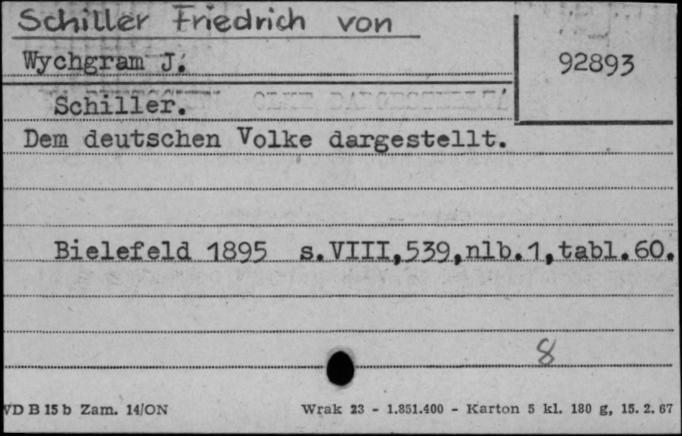 Schiller Friedrich von
Wychgram J.
92893
Schiller.
Dem deutschen Volke dargestellt.
Bielefeld 1895 s.VIII,539,nlb.1,tabl.60.
8
VD B 15 b Zam. 14/ON
Wrak 23 - 1.851.400 - Karton 5 kl. 180 g, 15. 2. 67